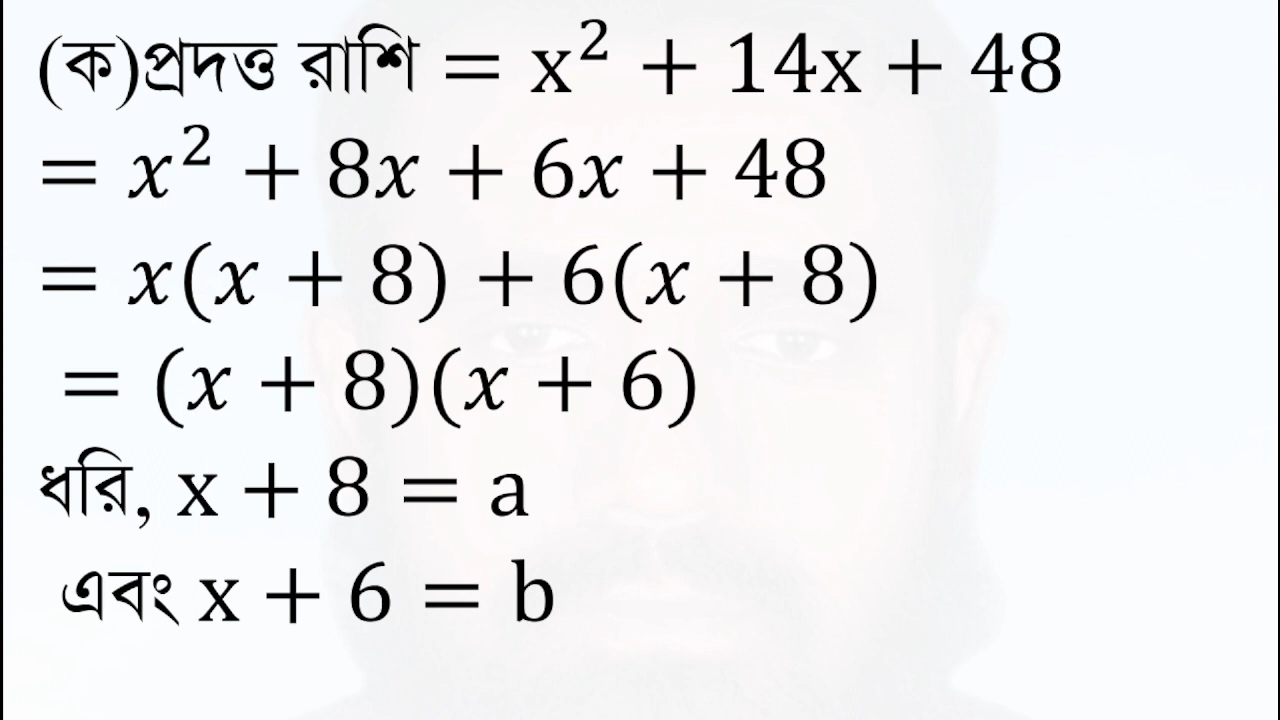 (ক)প্রদত্ত রাশি = x² + 14x + 48
= x² + 8x + 6x + 48
= x(x + 8) + 6(x + 8)
= (x + 8)(x + 6)
ধরি, x + 8 = a
এবং x + 6 = b